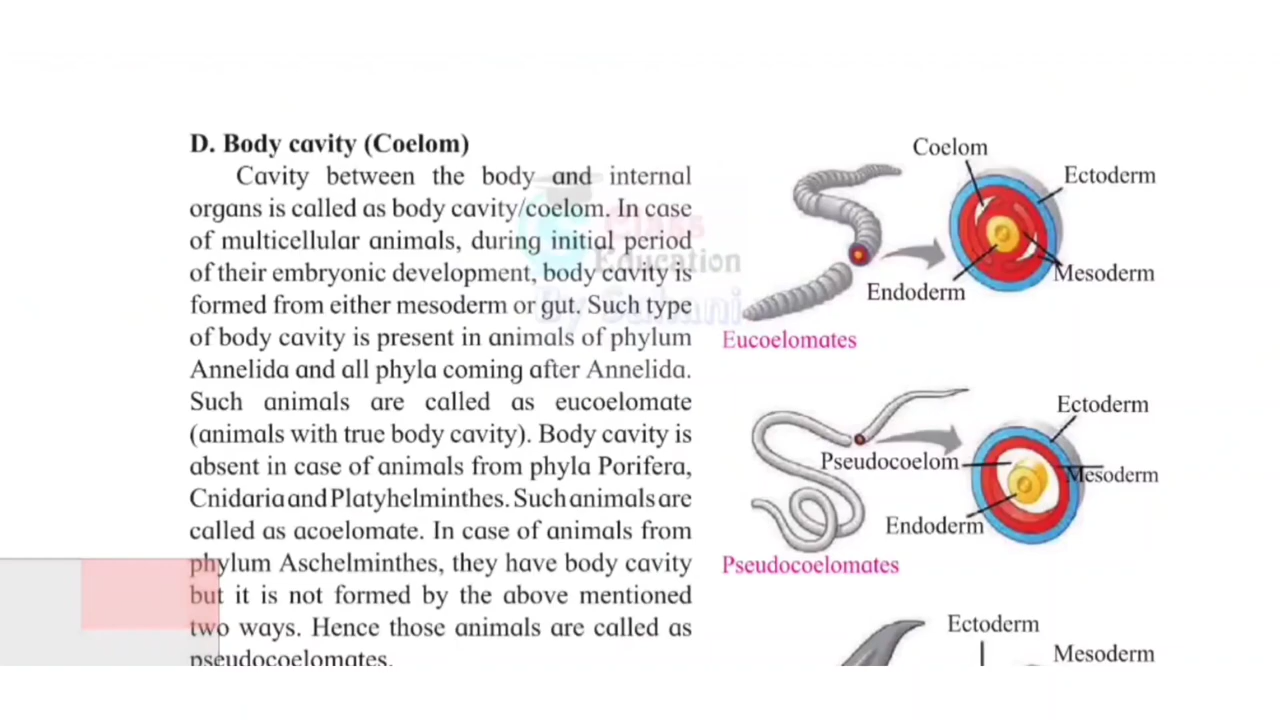 D. Body cavity (Coelom)
Cavity between the body and internal
organs is called as body cavity/coelom. In case
of multicellular animals, during initial period
of their embryonic development, body cavity is
formed from either mesoderm or gut. Such type
of body cavity is present in animals of phylum
Annelida and all phyla coming after Annelida.
Such animals are called as eucoelomate
(animals with true body cavity). Body cavity is
absent in case of animals from phyla Porifera,
Cnidaria and Platyhelminthes. Such animals are
called as acoelomate. In case of animals from
phylum Aschelminthes, they have body cavity
but it is not formed by the above mentioned
two ways. Hence those animals are called as
pseudocoelomates.
Coelom
Ectoderm
Mesoderm
Endoderm
Eucoelomates
Ectoderm
Pseudocoelom
Mesoderm
Endoderm
Pseudocoelomates
Ectoderm
Mesoderm
Education